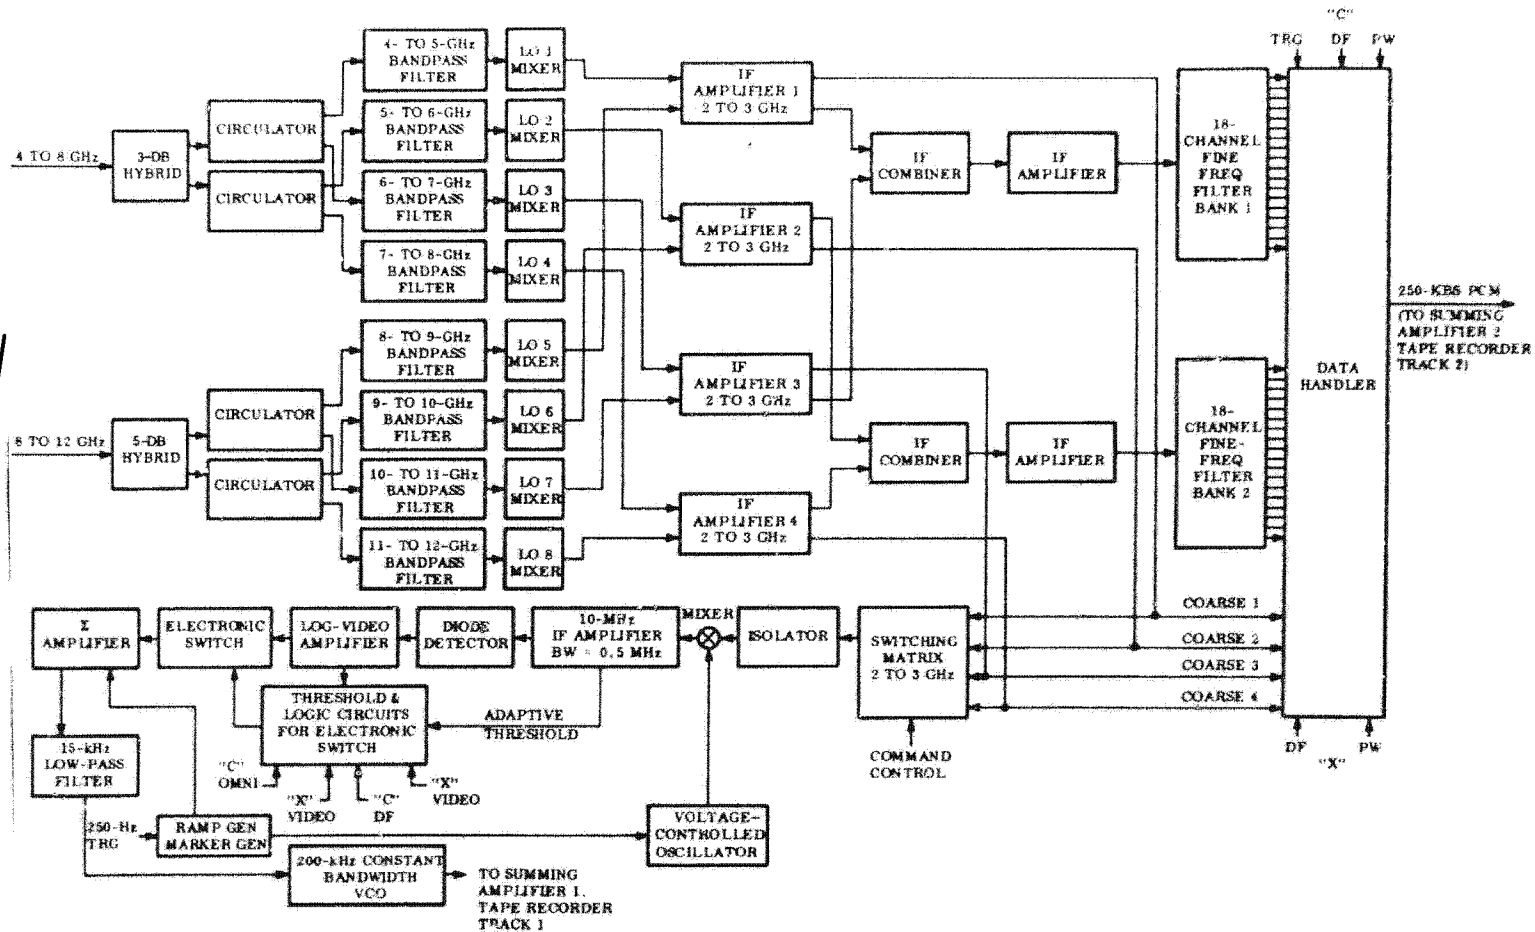 "C"
TRG DF PW
4- TO 5-GHz
BANDPASS
FILTER
LO 1
MIXER
IF
AMPLIFIER 1
2 TO 3 GHz
5- TO 6-GHz
BANDPASS
FILTER
LO 2
MIXER
CIRCULATOR
4 TO 8 GHz
3-DB
HYBRID
CIRCULATOR
6- TO 7-GHz
BANDPASS
FILTER
LO 3
MIXER
7- TO 8-GHz
BANDPASS
FILTER
LO 4
MIXER
IF
AMPLIFIER 2
2 TO 3 GHz
IF
COMBINER
IF
AMPLIFIER
18-
CHANNEL
FINE
FREQ
FILTER
BANK 1
8- TO 9-GHz
BANDPASS
FILTER
LO 5
MIXER
CIRCULATOR
9- TO 10-GHz
BANDPASS
FILTER
LO 6
MIXER
8 TO 12 GHz
5-DB
HYBRID
CIRCULATOR
10- TO 11-GHz
BANDPASS
FILTER
LO 7
MIXER
11- TO 12-GHz
BANDPASS
FILTER
LO 8
MIXER
IF
AMPLIFIER 3
2 TO 3 GHz
IF
AMPLIFIER 4
2 TO 3 GHz
IF
COMBINER
IF
AMPLIFIER
18-
CHANNEL
FINE-
FREQ
FILTER
BANK 2
DATA
HANDLER
250-KBS PCM
(TO SUMMING
AMPLIFIER 2
TAPE RECORDER
TRACK 2)
COARSE 1
COARSE 2
COARSE 3
COARSE 4
DF PW
"X"
Σ
AMPLIFIER
ELECTRONIC
SWITCH
LOG-VIDEO
AMPLIFIER
DIODE
DETECTOR
10-MHz
IF AMPLIFIER
BW = 0.5 MHz
MIXER
ISOLATOR
SWITCHING
MATRIX
2 TO 3 GHz
COMMAND
CONTROL
THRESHOLD &
LOGIC CIRCUITS
FOR ELECTRONIC
SWITCH
ADAPTIVE
THRESHOLD
15-kHz
LOW-PASS
FILTER
"C"
OMNI
"X"
VIDEO
"C"
DF
"X"
VIDEO
250-Hz
TRG
RAMP GEN
MARKER GEN
VOLTAGE-
CONTROLLED
OSCILLATOR
200-kHz CONSTANT
BANDWIDTH
VCO
TO SUMMING
AMPLIFIER 1.
TAPE RECORDER
TRACK 1